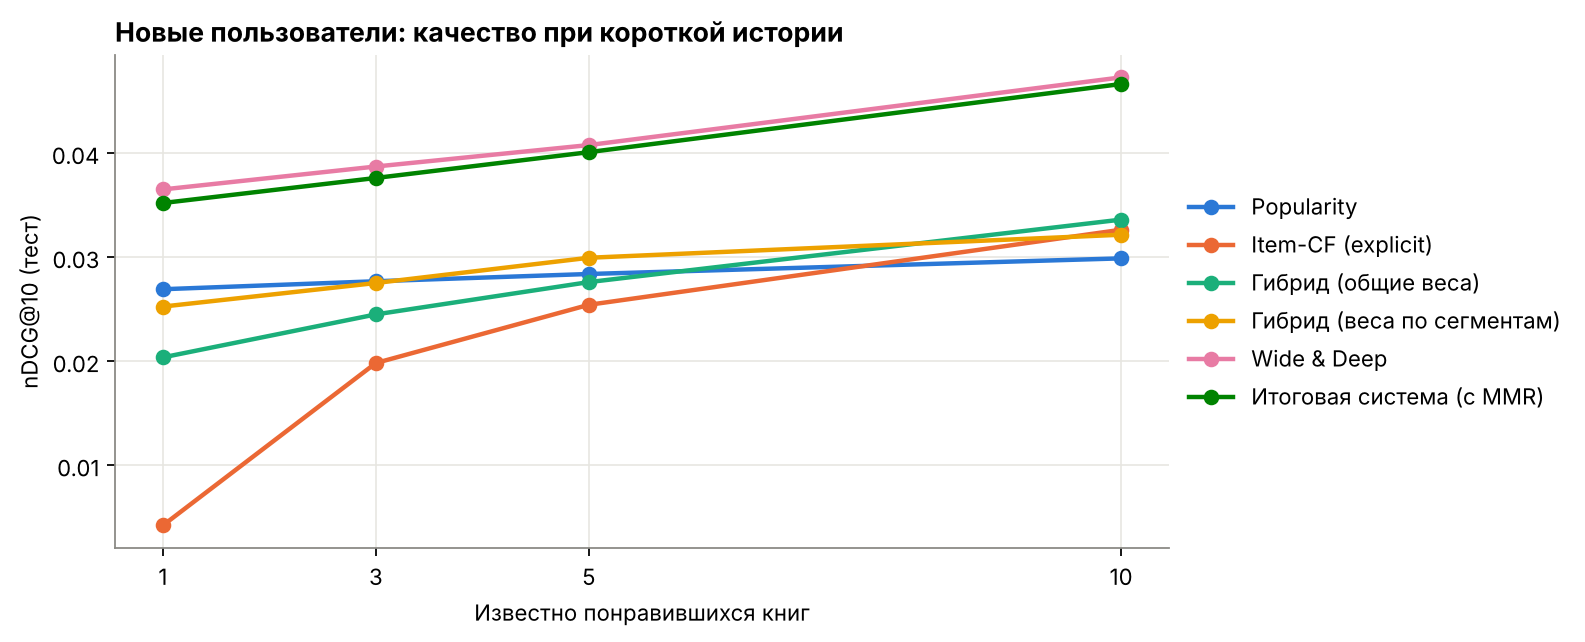 Новые пользователи: качество при короткой истории
nDCG@10 (тест)
0.04
0.03
0.02
0.01
1
3
5
10
Известно понравившихся книг
Popularity
Item-CF (explicit)
Гибрид (общие веса)
Гибрид (веса по сегментам)
Wide & Deep
Итоговая система (с MMR)